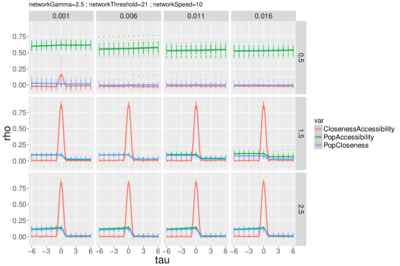 networkGamma=2.5 ; networkThreshold=21 ; networkSpeed=10
0.001 0.006 0.011 0.016
0.75
0.50
0.25
0.00
0.5
0.75
0.50
0.25
0.00
1.5
0.75
0.50
0.25
0.00
2.5
rho
−6 −3 0 3 6 −6 −3 0 3 6 −6 −3 0 3 6 −6 −3 0 3 6
tau
var
ClosenessAccessibility
PopAccessibility
PopCloseness